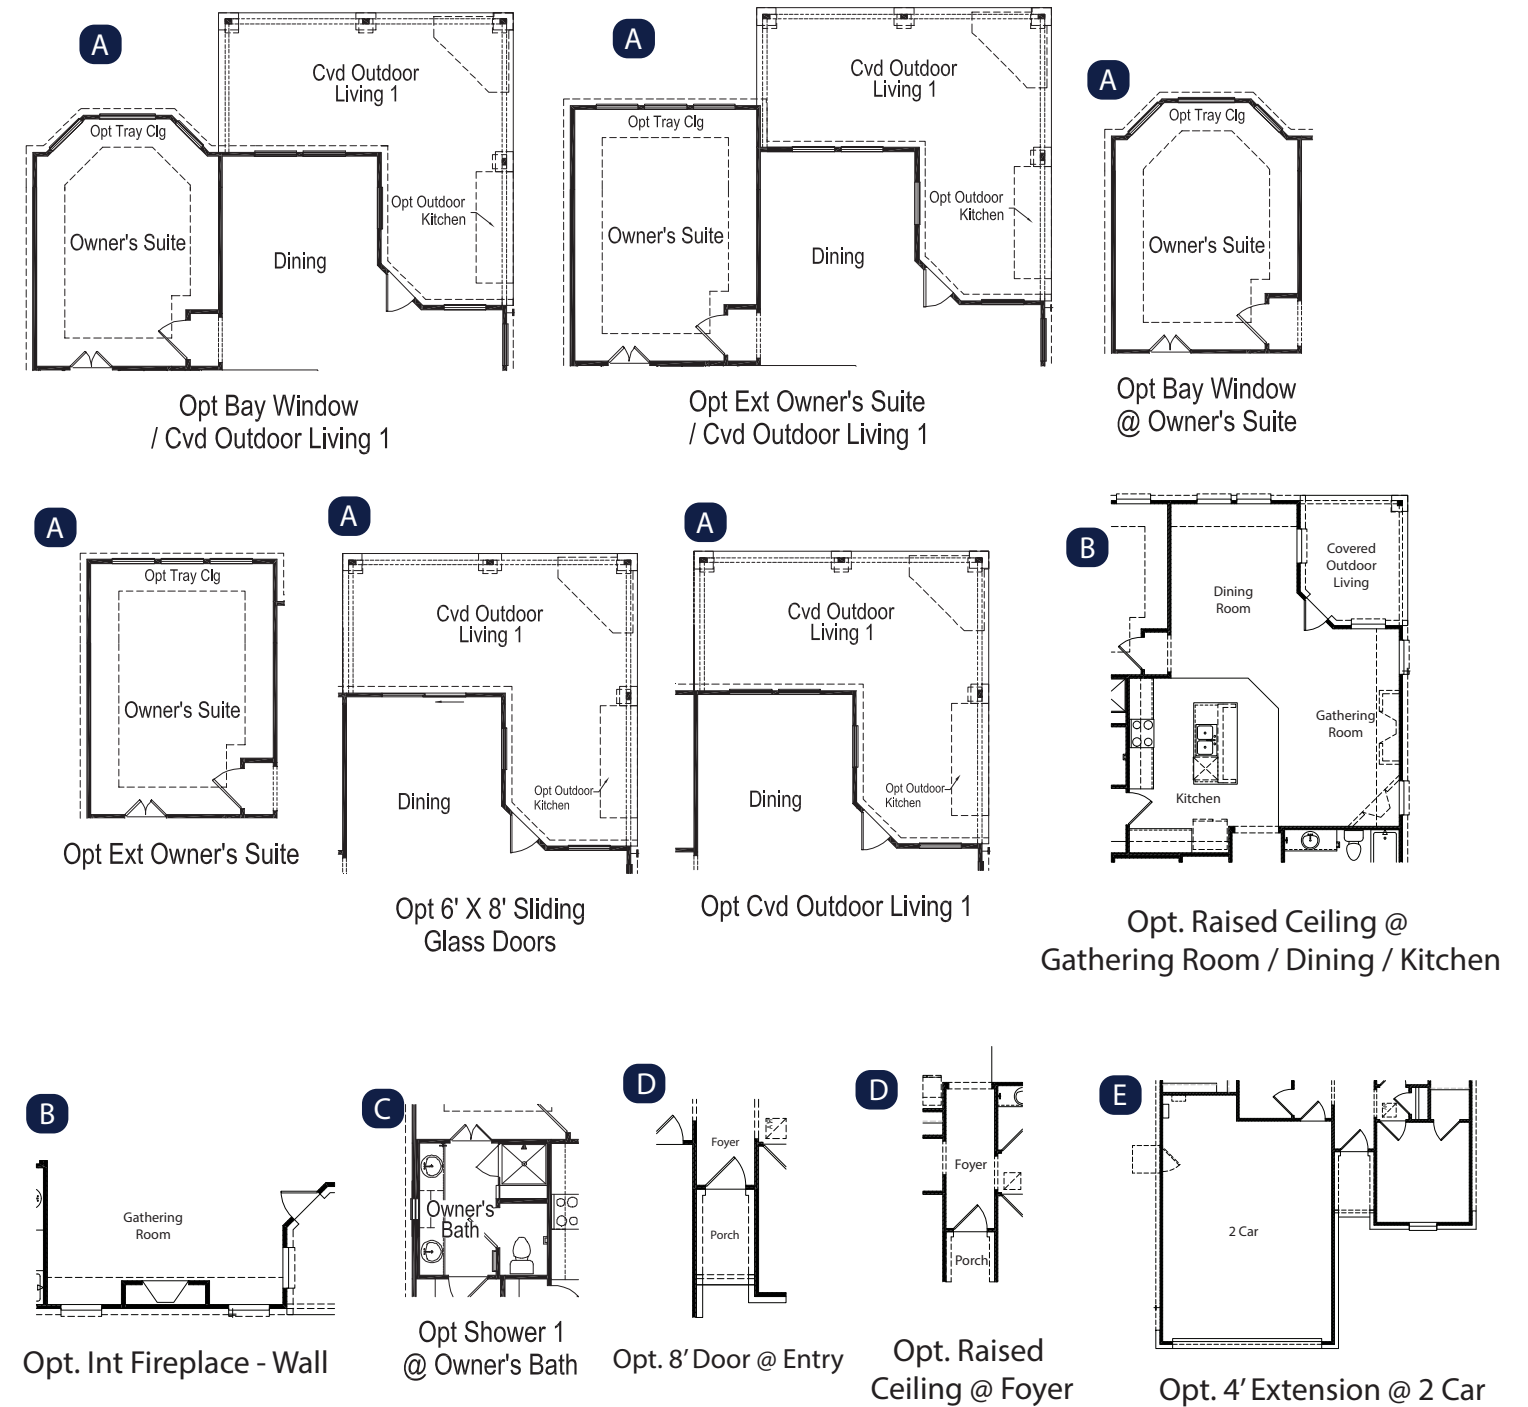 A
Cvd Outdoor
Living 1
Opt Tray Clg
Opt Outdoor
Kitchen
Owner's Suite
Dining
Opt Bay Window
/ Cvd Outdoor Living 1
A
Cvd Outdoor
Living 1
Opt Tray Clg
Opt Outdoor
Kitchen
Owner's Suite
Dining
Opt Ext Owner's Suite
/ Cvd Outdoor Living 1
A
Opt Tray Clg
Owner's Suite
Opt Bay Window
@ Owner's Suite
A
Opt Tray Clg
Owner's Suite
Opt Ext Owner's Suite
A
Cvd Outdoor
Living 1
Dining
Opt Outdoor
Kitchen
Opt 6' X 8' Sliding
Glass Doors
A
Cvd Outdoor
Living 1
Dining
Opt Outdoor
Kitchen
Opt Cvd Outdoor Living 1
B
Covered
Outdoor
Living
Dining
Room
Gathering
Room
Kitchen
Opt. Raised Ceiling @
Gathering Room / Dining / Kitchen
B
Gathering
Room
Opt. Int Fireplace - Wall
C
Owner's
Bath
Opt Shower 1
@ Owner's Bath
D
Foyer
Porch
Opt. 8' Door @ Entry
D
Foyer
Porch
Opt. Raised
Ceiling @ Foyer
E
2 Car
Opt. 4' Extension @ 2 Car